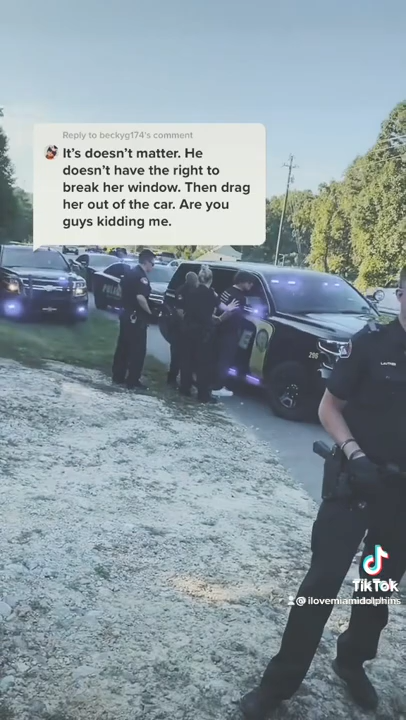 Reply to beckyg174's comment
It's doesn't matter. He
doesn't have the right to
break her window. Then drag
her out of the car. Are you
guys kidding me.
TikTok
@ilovemiamidolphins